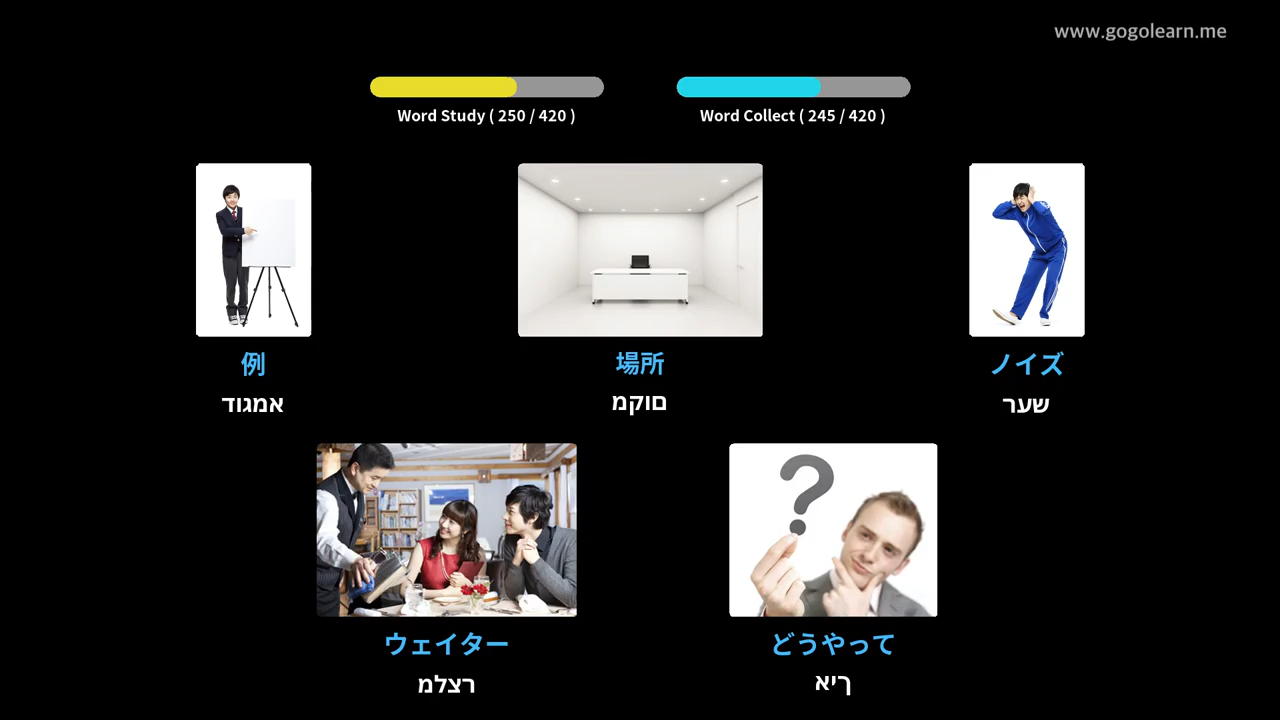 www.gogolearn.me
Word Study ( 250 / 420 )
Word Collect ( 245 / 420 )
例
場所
ノイズ
אמגוד
םוקמ
שער
ウェイター
どうやって
רצלמ
ךיא